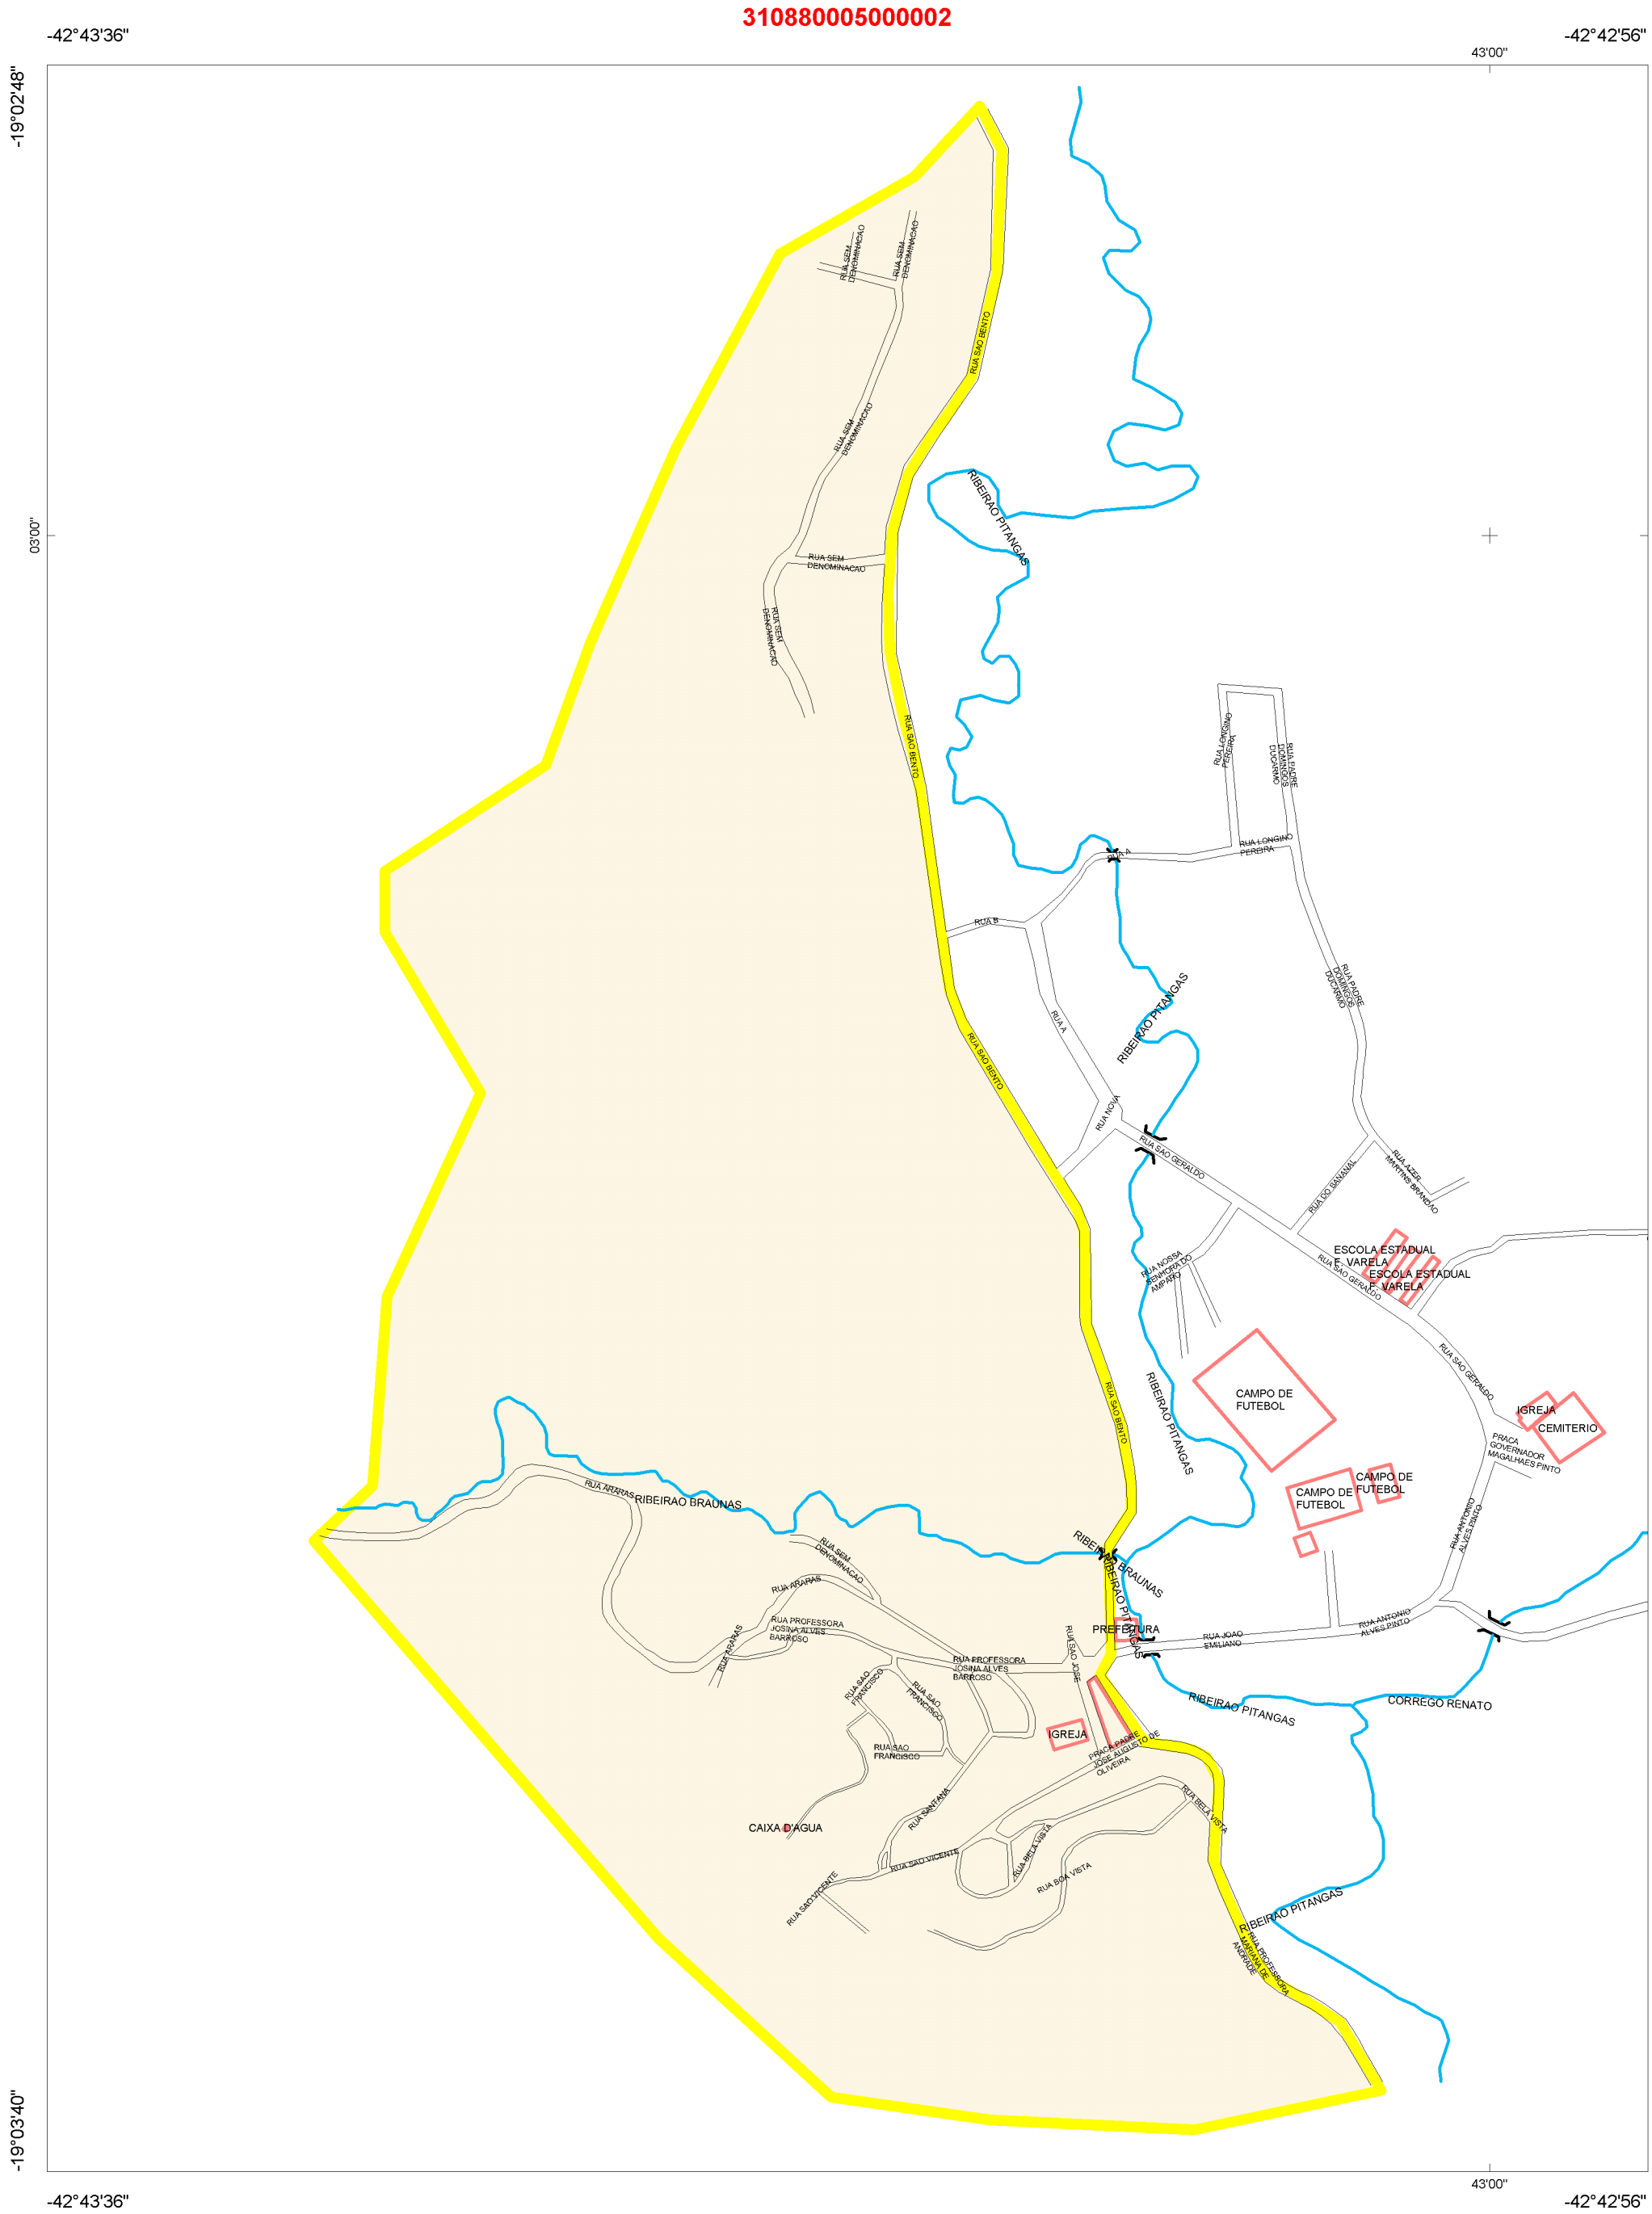 310880005000002
-42°43'36"
-42°42'56"
43'00"
-19°02'48"
RUA SEM
DENOMINACAO
RUA SEM
DENOMINACAO
RUA SAO BENTO
RUA SEM
DENOMINACAO
RIBEIRAO PITANGAS
03'00"
RUA SEM
DENOMINACAO
RUA SEM
DENOMINACAO
RUA SAO BENTO
RUA LONGINO
PEREIRA
RUA PADRE
DOMINGOS
DUCARMO
RUA A
RUA LONGINO
PEREIRA
RUA B
RUA PADRE
DOMINGOS
DUCARMO
RIBEIRAO PITANGAS
RUA A
RUA SAO BENTO
RUA NOVA
RUA SAO GERALDO
RUA DO BANANAL
RUA AZER
MARTINS BRANDAO
RUA NOSSA
SENHORA DO
AMPARO
ESCOLA ESTADUAL
F. VARELA
RUA SAO GERALDO
ESCOLA ESTADUAL
F. VARELA
RUA SAO GERALDO
RIBEIRAO PITANGAS
RUA SAO BENTO
CAMPO DE
FUTEBOL
IGREJA
CEMITERIO
PRACA
GOVERNADOR
MAGALHAES PINTO
CAMPO DE
FUTEBOL
CAMPO DE
FUTEBOL
RUA ANTONIO
ALVES PINTO
RUA ARARAS
RIBEIRAO BRAUNAS
RIBEIRAO BRAUNAS
RUA SEM
DENOMINACAO
RUA ARARAS
RIBEIRAO PITANGAS
RUA PROFESSORA
JOSINA ALVES
BARROSO
RUA ARARAS
PREFEITURA
RUA JOAO
EMILIANO
RUA ANTONIO
ALVES PINTO
RUA SAO JOSE
RUA PROFESSORA
JOSINA ALVES
BARROSO
RUA SAO
FRANCISCO
RUA SAO
FRANCISCO
RIBEIRAO PITANGAS
CORREGO RENATO
IGREJA
RUA SAO
FRANCISCO
PRACA PADRE
JOSE AUGUSTO DE
OLIVEIRA
RUA SANTANA
RUA BELA VISTA
CAIXA D'AGUA
RUA BELA VISTA
RUA SAO VICENTE
RUA BOA VISTA
RUA SAO VICENTE
RIBEIRAO PITANGAS
RUA PROFESSORA
MARIANA DE
ANDRADE
-19°03'40"
43'00"
-42°43'36"
-42°42'56"